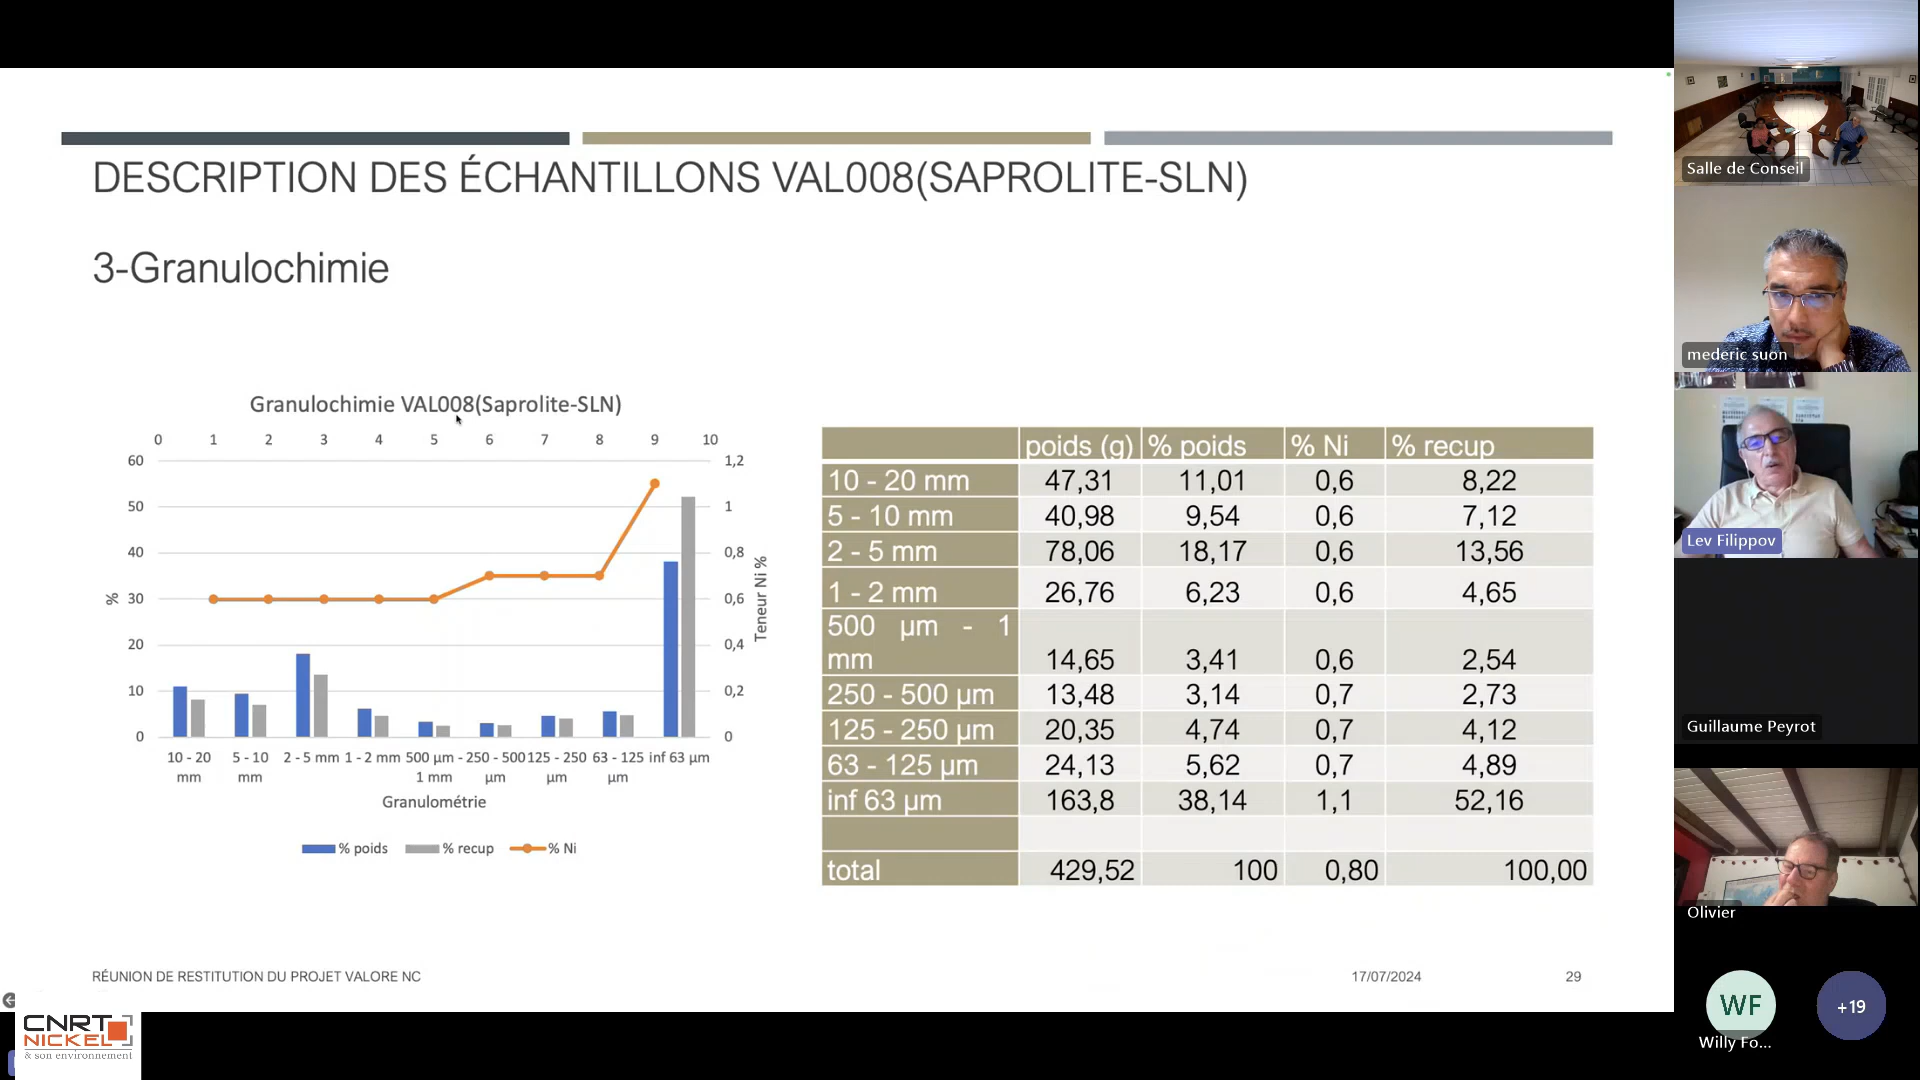 DESCRIPTION DES ÉCHANTILLONS VAL008(SAPROLITE-SLN)
3-Granulochimie
Granulochimie VAL008(Saprolite-SLN)
0 1 2 3 4 5 6 7 8 9 10
60
50
40
30
20
10
0
%
1,2
1
0,8
0,6
0,4
0,2
0
Teneur Ni %
10 - 20 mm
5 - 10 mm
2 - 5 mm
1 - 2 mm
500 µm - 1 mm
250 - 500 µm
125 - 250 µm
63 - 125 µm
inf 63 µm
Granulométrie
% poids % recup % Ni
poids (g) % poids % Ni % recup
10 - 20 mm 47,31 11,01 0,6 8,22
5 - 10 mm 40,98 9,54 0,6 7,12
2 - 5 mm 78,06 18,17 0,6 13,56
1 - 2 mm 26,76 6,23 0,6 4,65
500 µm - 1
mm 14,65 3,41 0,6 2,54
250 - 500 µm 13,48 3,14 0,7 2,73
125 - 250 µm 20,35 4,74 0,7 4,12
63 - 125 µm 24,13 5,62 0,7 4,89
inf 63 µm 163,8 38,14 1,1 52,16
total 429,52 100 0,80 100,00
RÉUNION DE RESTITUTION DU PROJET VALORE NC
17/07/2024
29
CNRT
NICKEL
& son environnement
Salle de Conseil
mederic suon
Lev Filippov
Guillaume Peyrot
Olivier
WF
Willy Fo...
+19